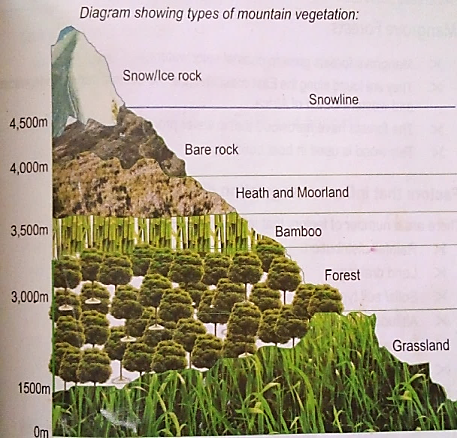 Diagram showing types of mountain vegetation:
Snow/Ice rock
Snowline
4,500m
Bare rock
4,000m
Heath and Moorland
3,500m
Bamboo
Forest
3,000m
Grassland
1500m
0m